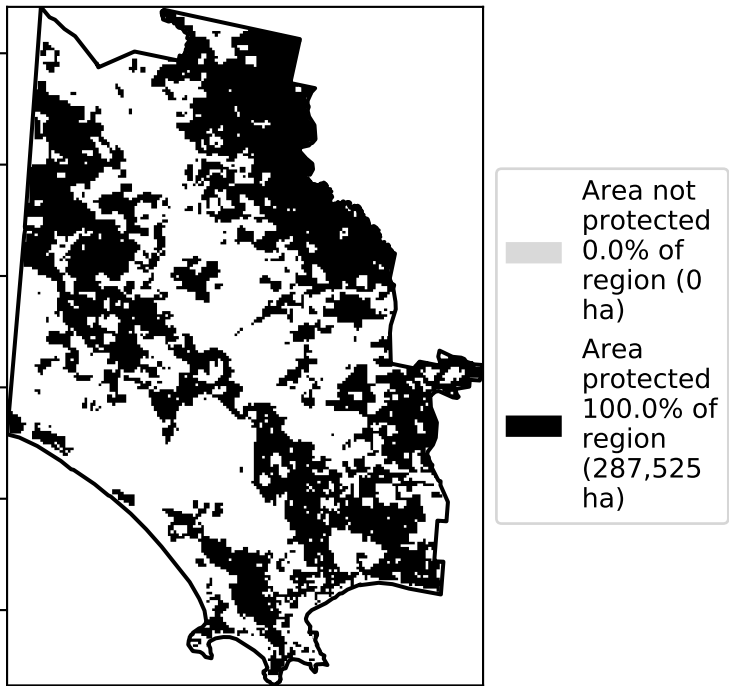 Area not
protected
0.0% of
region (0
ha)
Area
protected
100.0% of
region
(287,525
ha)